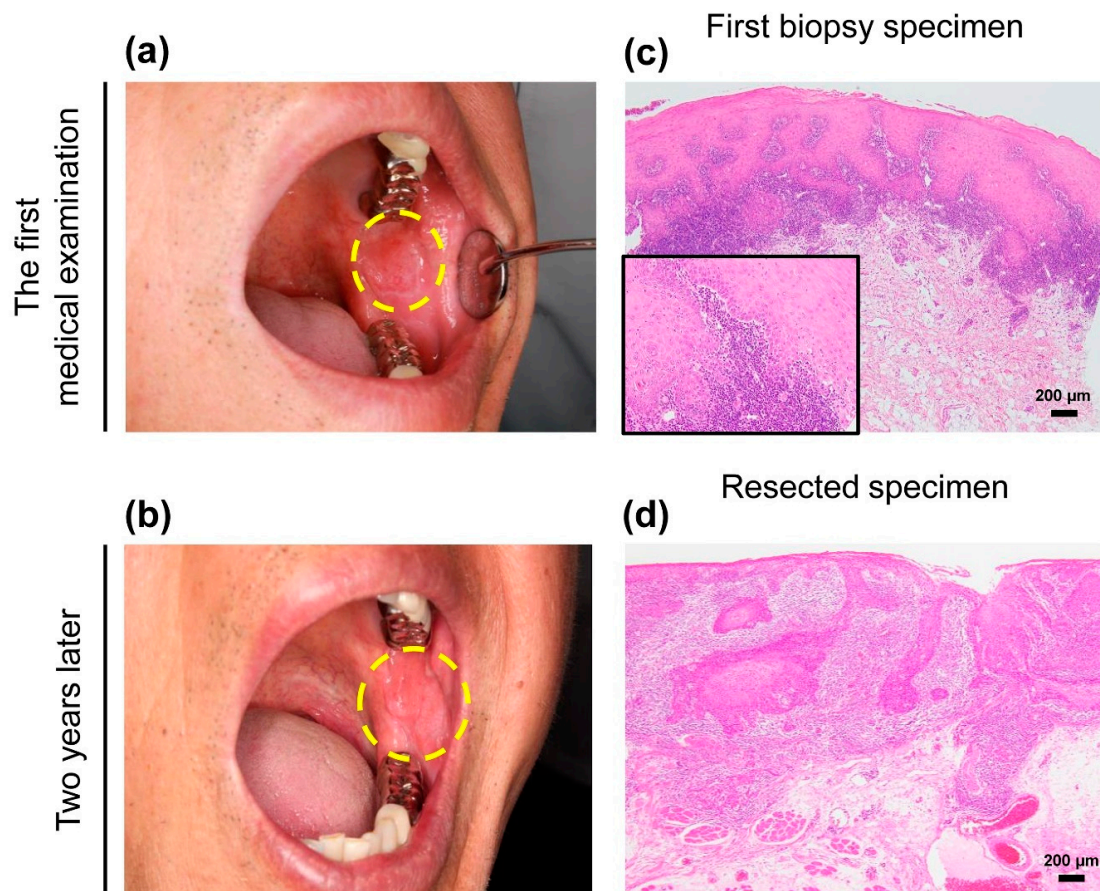 First biopsy specimen
(a)
(c)
The first
medical examination
200 μm
Resected specimen
(b)
(d)
Two years later
200 μm